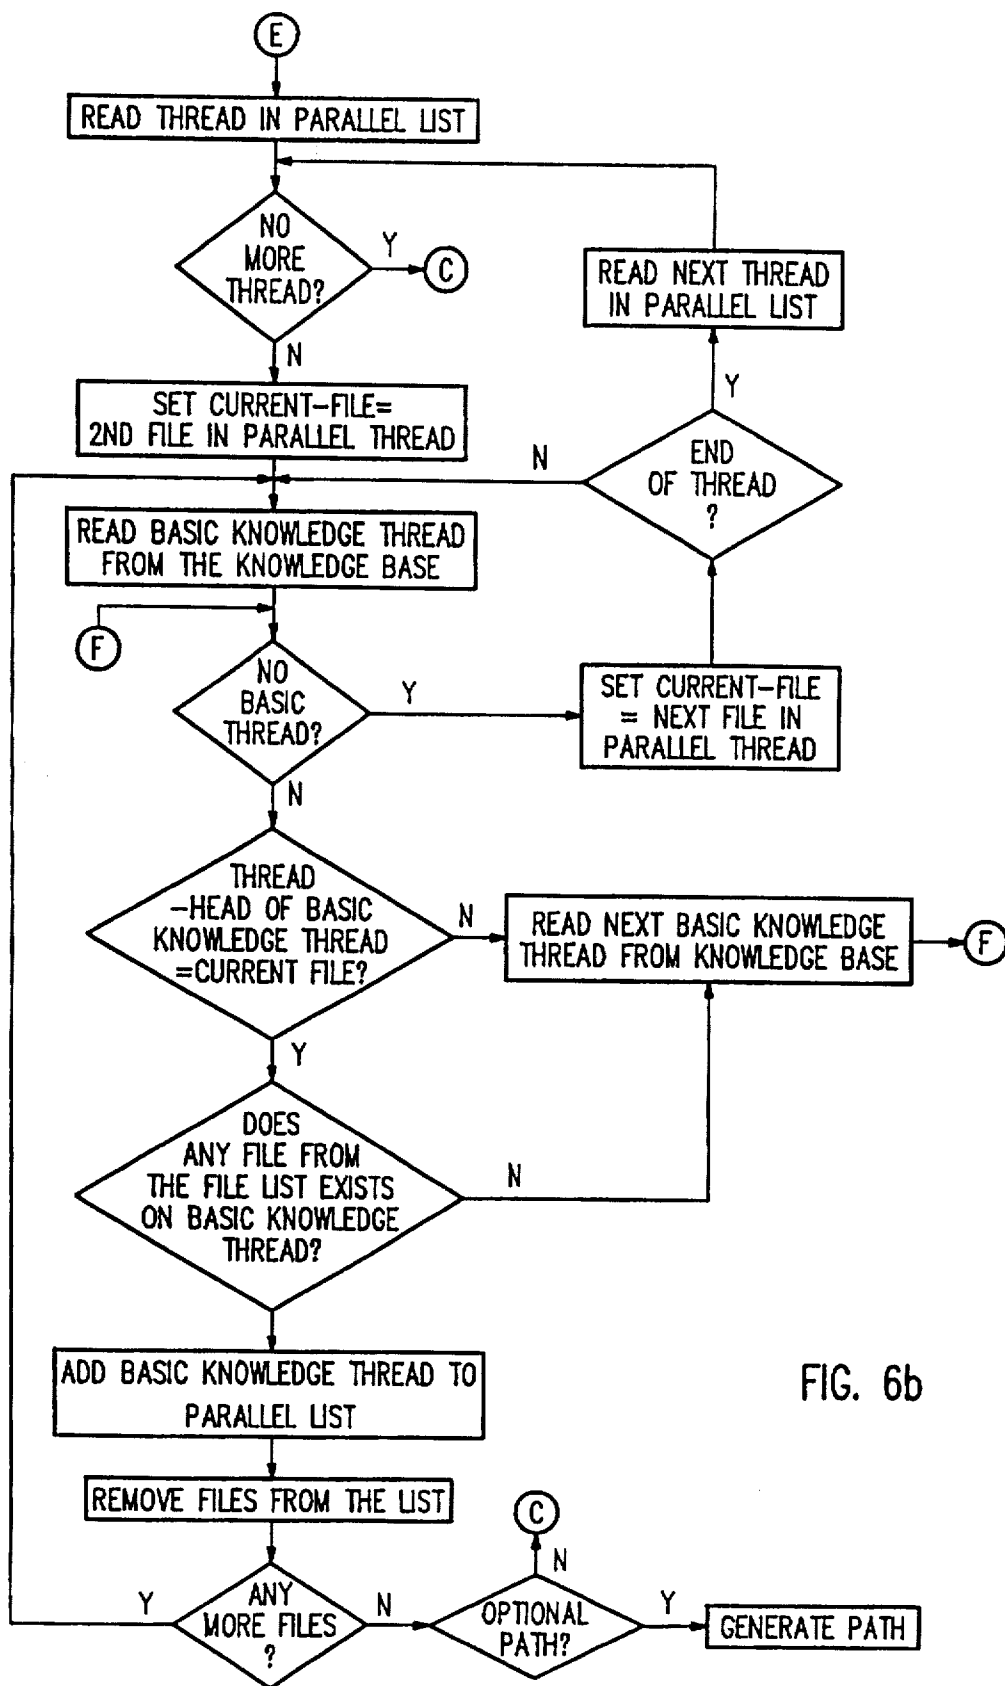 E
READ THREAD IN PARALLEL LIST
NO
MORE
THREAD?
Y
C
N
READ NEXT THREAD
IN PARALLEL LIST
Y
SET CURRENT-FILE=
2ND FILE IN PARALLEL THREAD
N
END
OF THREAD
?
READ BASIC KNOWLEDGE THREAD
FROM THE KNOWLEDGE BASE
F
NO
BASIC
THREAD?
Y
SET CURRENT-FILE
= NEXT FILE IN
PARALLEL THREAD
N
THREAD
-HEAD OF BASIC
KNOWLEDGE THREAD
=CURRENT FILE?
N
READ NEXT BASIC KNOWLEDGE
THREAD FROM KNOWLEDGE BASE
F
Y
DOES
ANY FILE FROM
THE FILE LIST EXISTS
ON BASIC KNOWLEDGE
THREAD?
N
ADD BASIC KNOWLEDGE THREAD TO
PARALLEL LIST
FIG. 6b
REMOVE FILES FROM THE LIST
C
N
Y
ANY
MORE FILES
?
N
OPTIONAL
PATH?
Y
GENERATE PATH